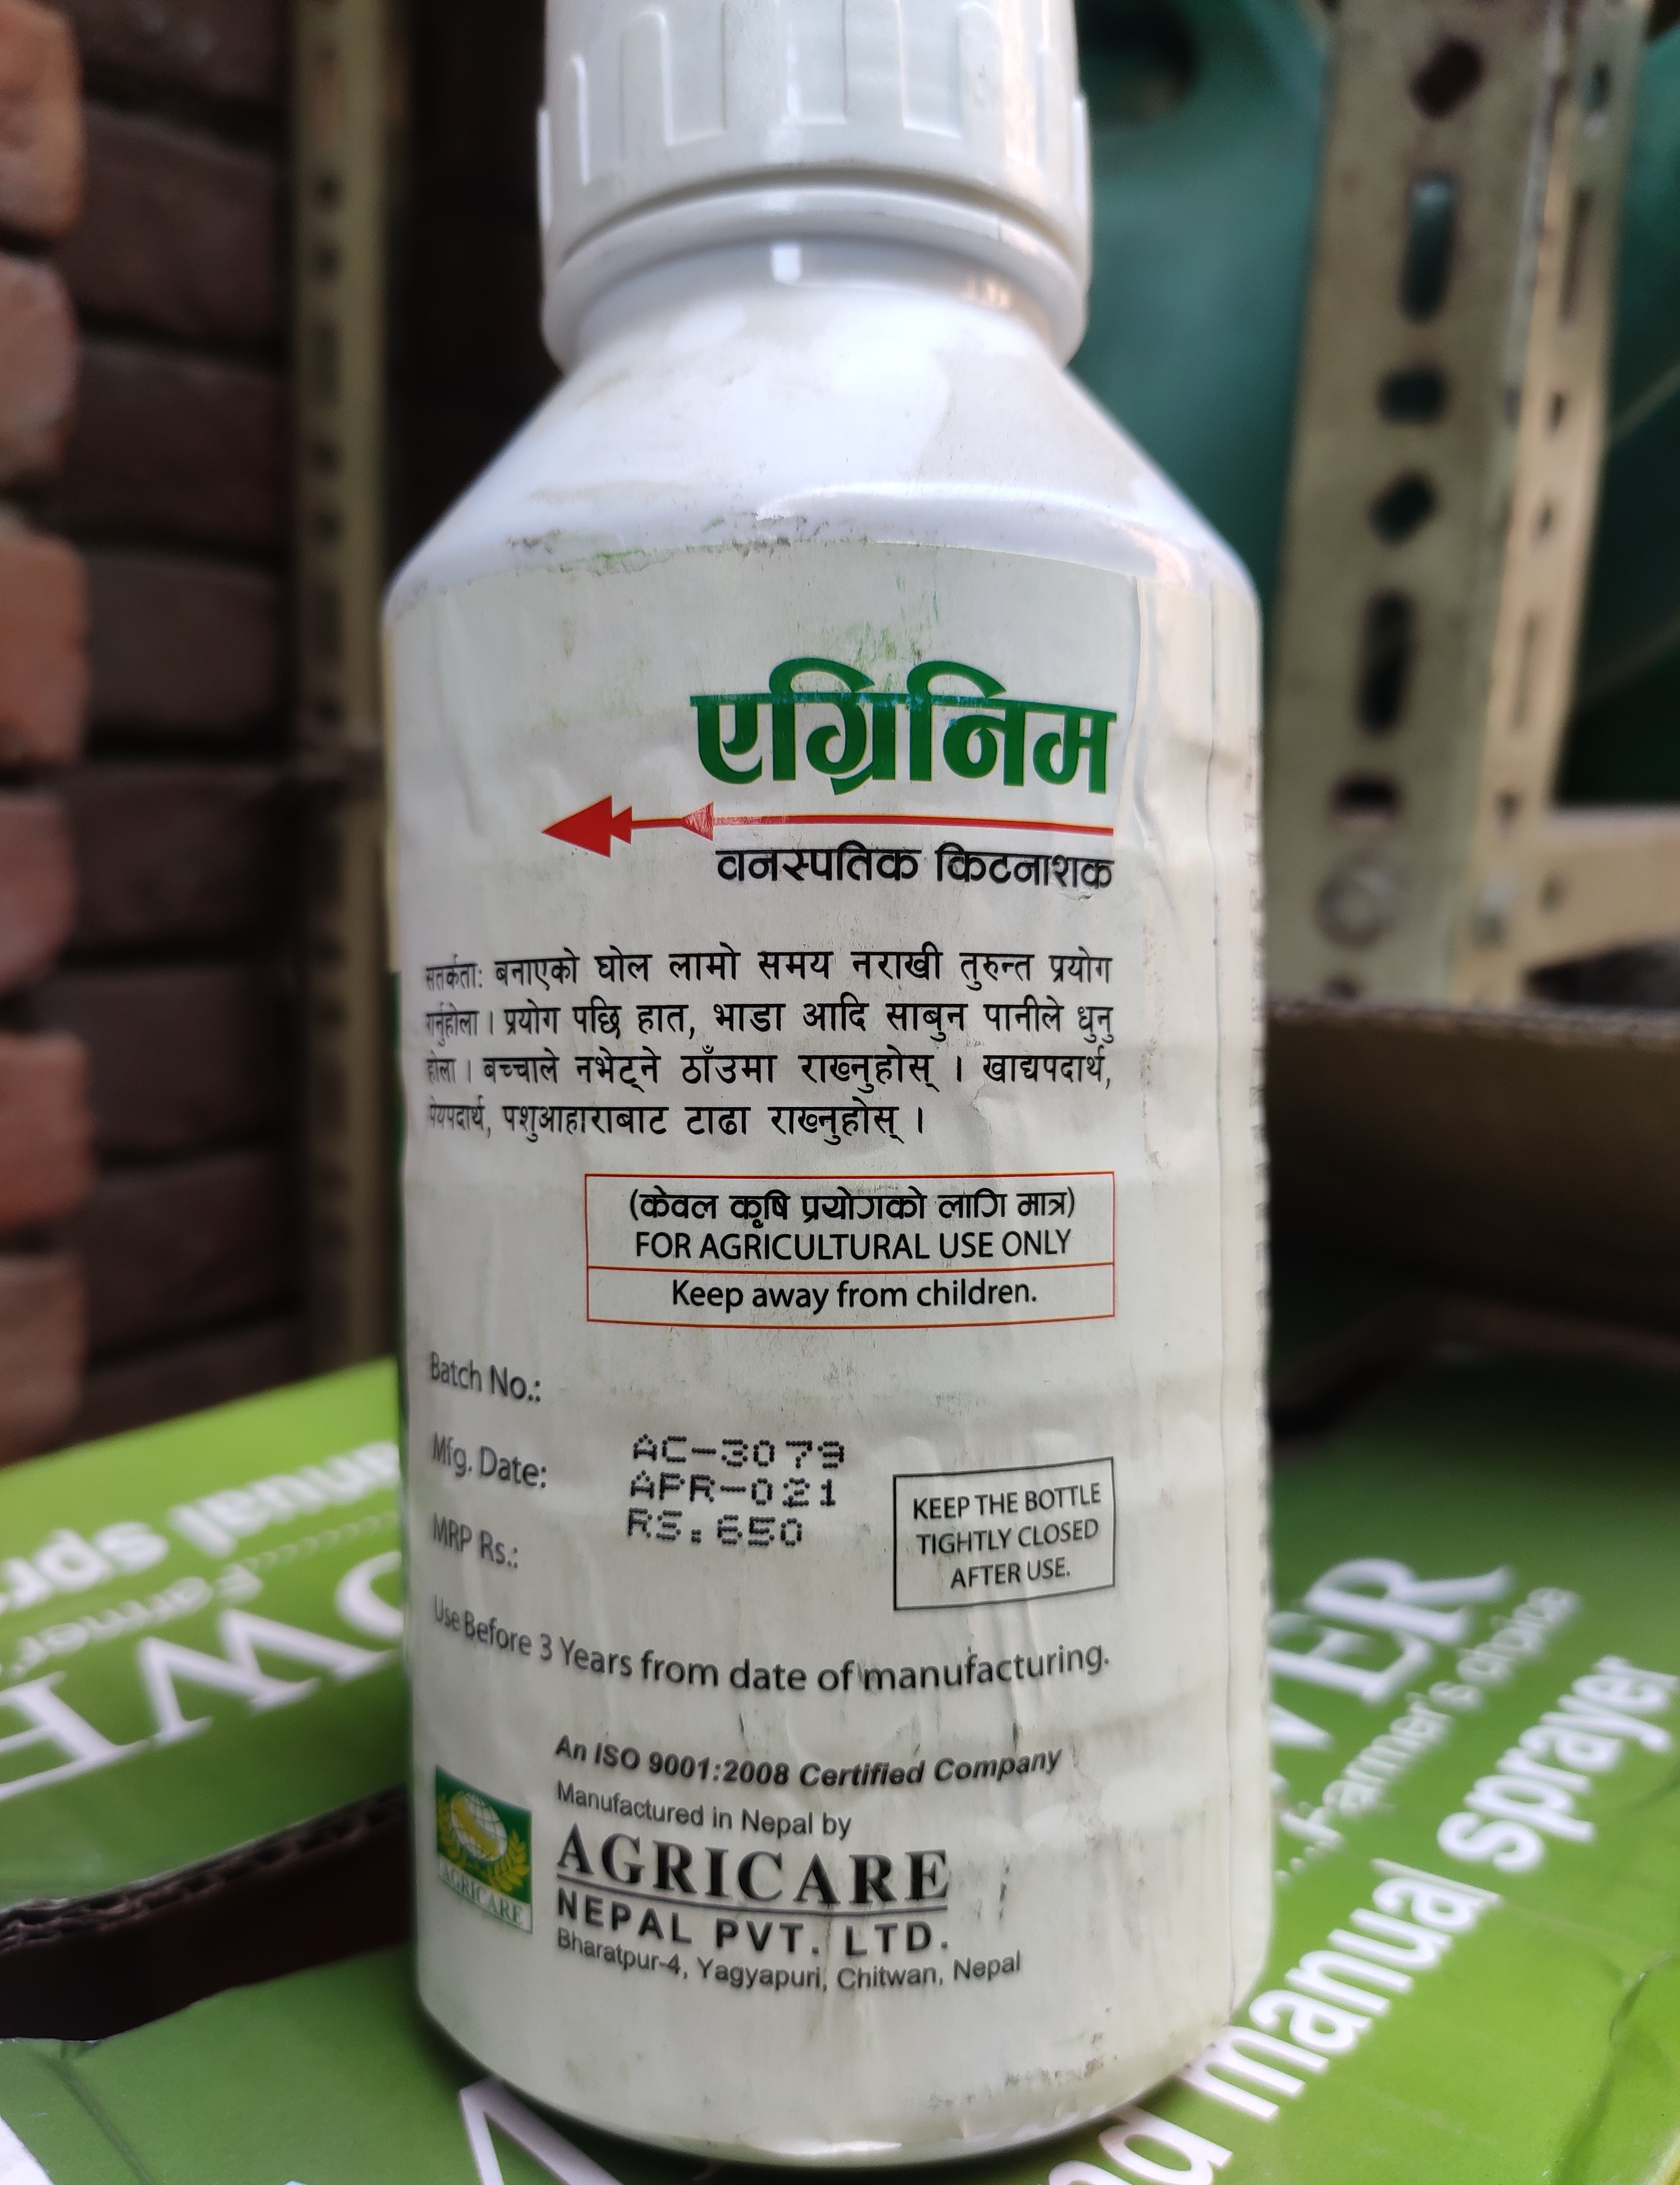 एग्रिनिम
वनस्पतिक किटनाशक
सतर्कता: बनाएको घोल लामो समय नराखी तुरुन्त प्रयोग
गर्नुहोला । प्रयोग पछि हात, भाडा आदि साबुन पानीले धुनु
होला । बच्चाले नभेट्ने ठाँउमा राख्नुहोस् । खाद्यपदार्थ,
पेयपदार्थ, पशुआहाराबाट टाढा राख्नुहोस् ।
(केवल कृषि प्रयोगको लागि मात्र)
FOR AGRICULTURAL USE ONLY
Keep away from children.
Batch No.:
AC-3079
Mfg. Date:
APR-021
MRP Rs.:
RS.650
KEEP THE BOTTLE
TIGHTLY CLOSED
AFTER USE.
Use Before 3 Years from date of manufacturing.
An ISO 9001:2008 Certified Company
Manufactured in Nepal by
AGRICARE
NEPAL PVT. LTD.
Bharatpur-4, Yagyapuri, Chitwan, Nepal
AGRICARE
VER
...Farmer's choice
manual sprayer